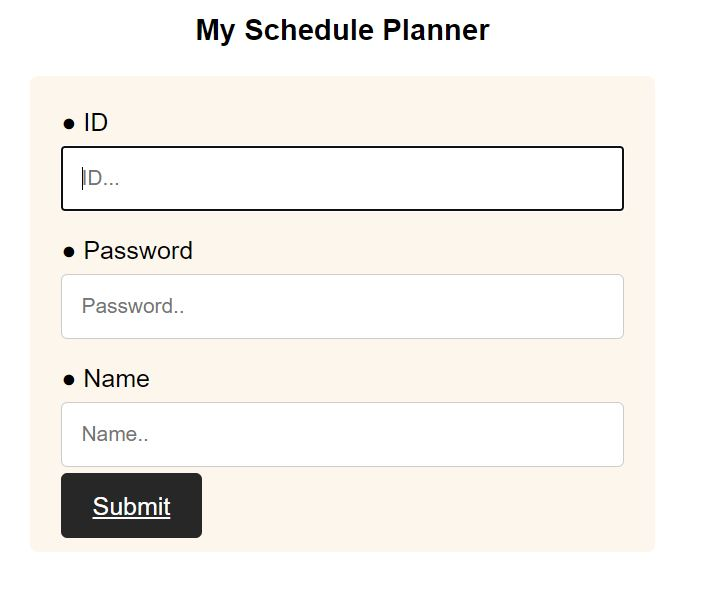 My Schedule Planner
● ID
ID...
● Password
Password..
● Name
Name..
Submit